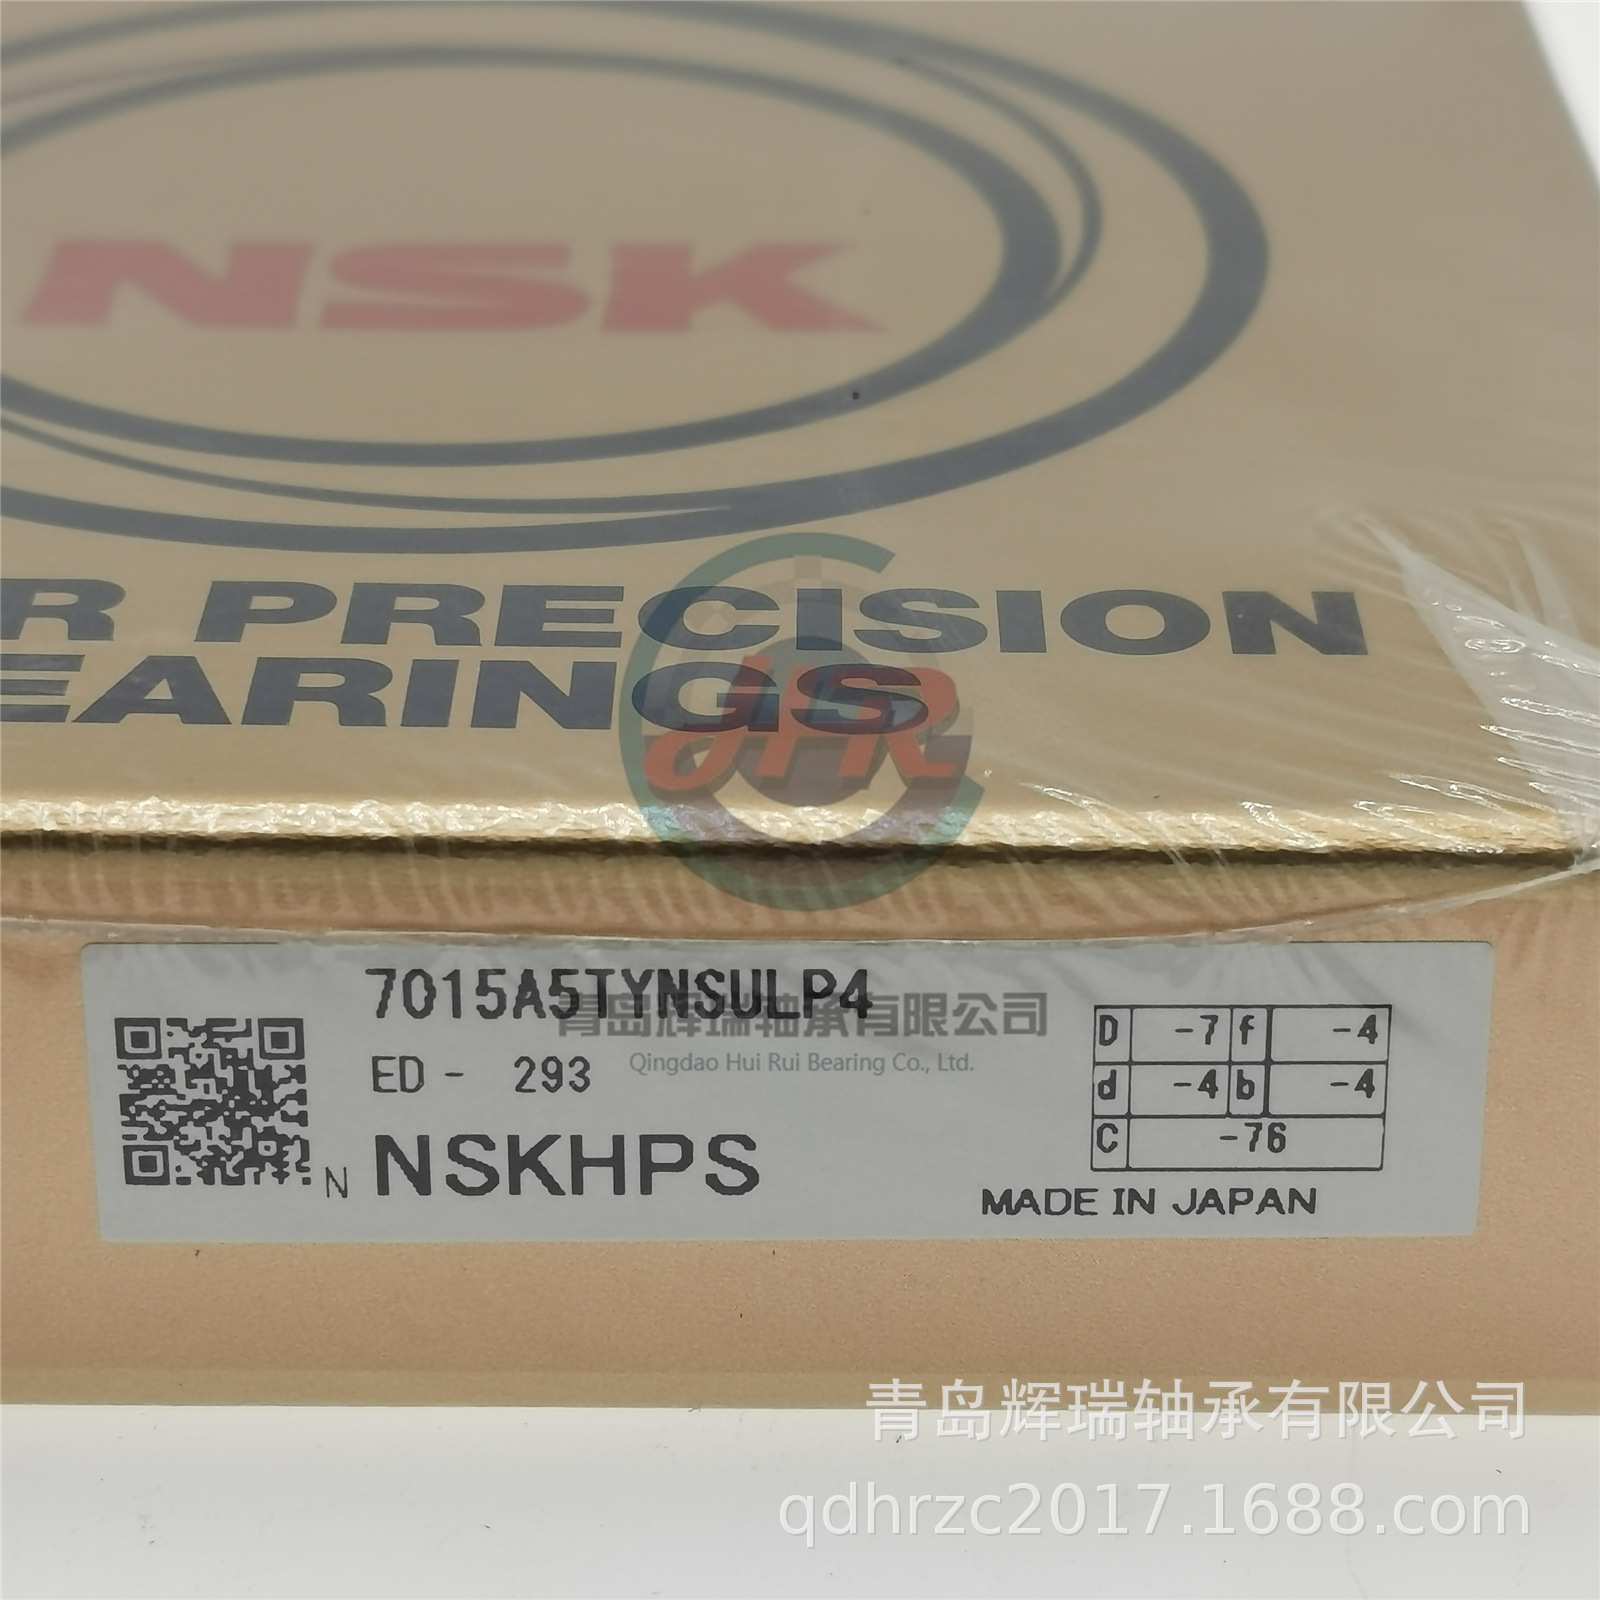 NSK
R PRECISION
EARINGS
JHR
7015A5TYNSULP4
青岛辉瑞轴承有限公司
Qingdao Hui Rui Bearing Co., Ltd.
ED - 293
N NSKHPS
D -7 f -4
d -4 b -4
C -76
MADE IN JAPAN
青岛辉瑞轴承有限公司
qdhrzc2017.1688.com